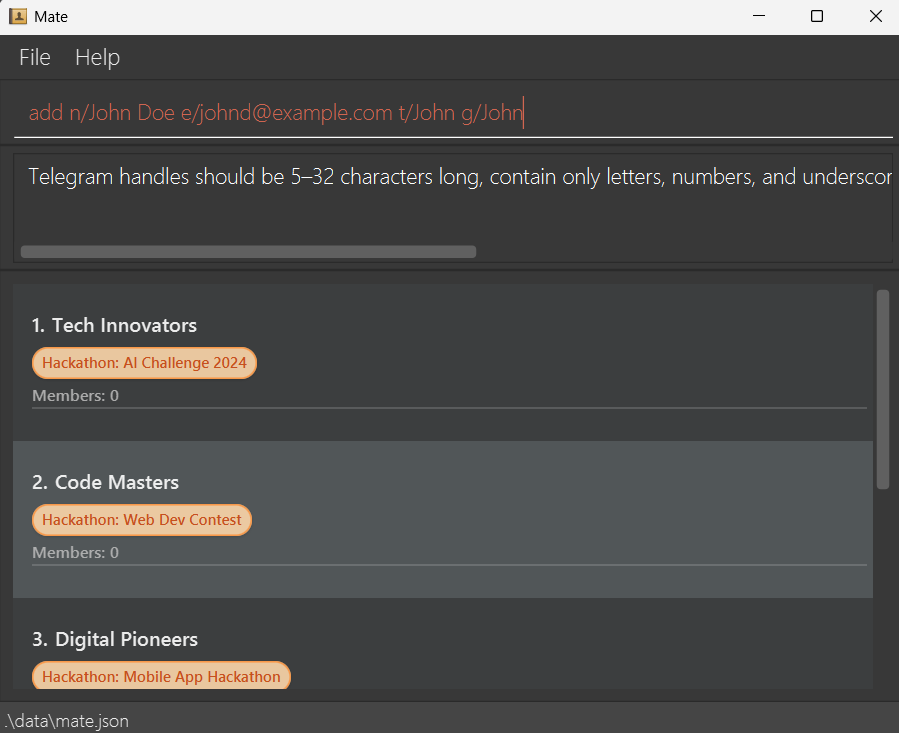 Mate
File Help
add n/John Doe e/johnd@example.com t/John g/John
Telegram handles should be 5–32 characters long, contain only letters, numbers, and underscor
1. Tech Innovators
Hackathon: AI Challenge 2024
Members: 0
2. Code Masters
Hackathon: Web Dev Contest
Members: 0
3. Digital Pioneers
Hackathon: Mobile App Hackathon
.\data\mate.json